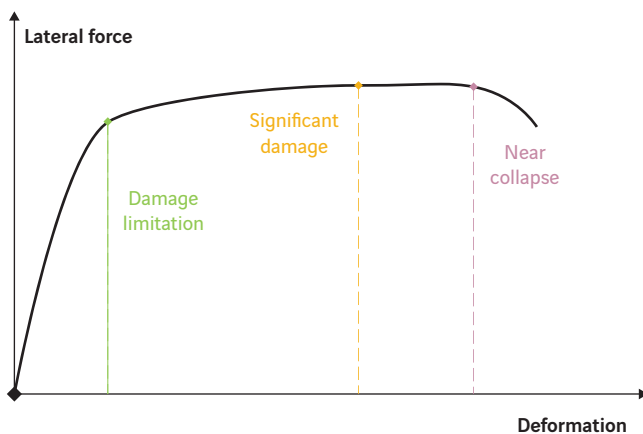 Lateral force
Significant
damage
Near
collapse
Damage
limitation
Deformation